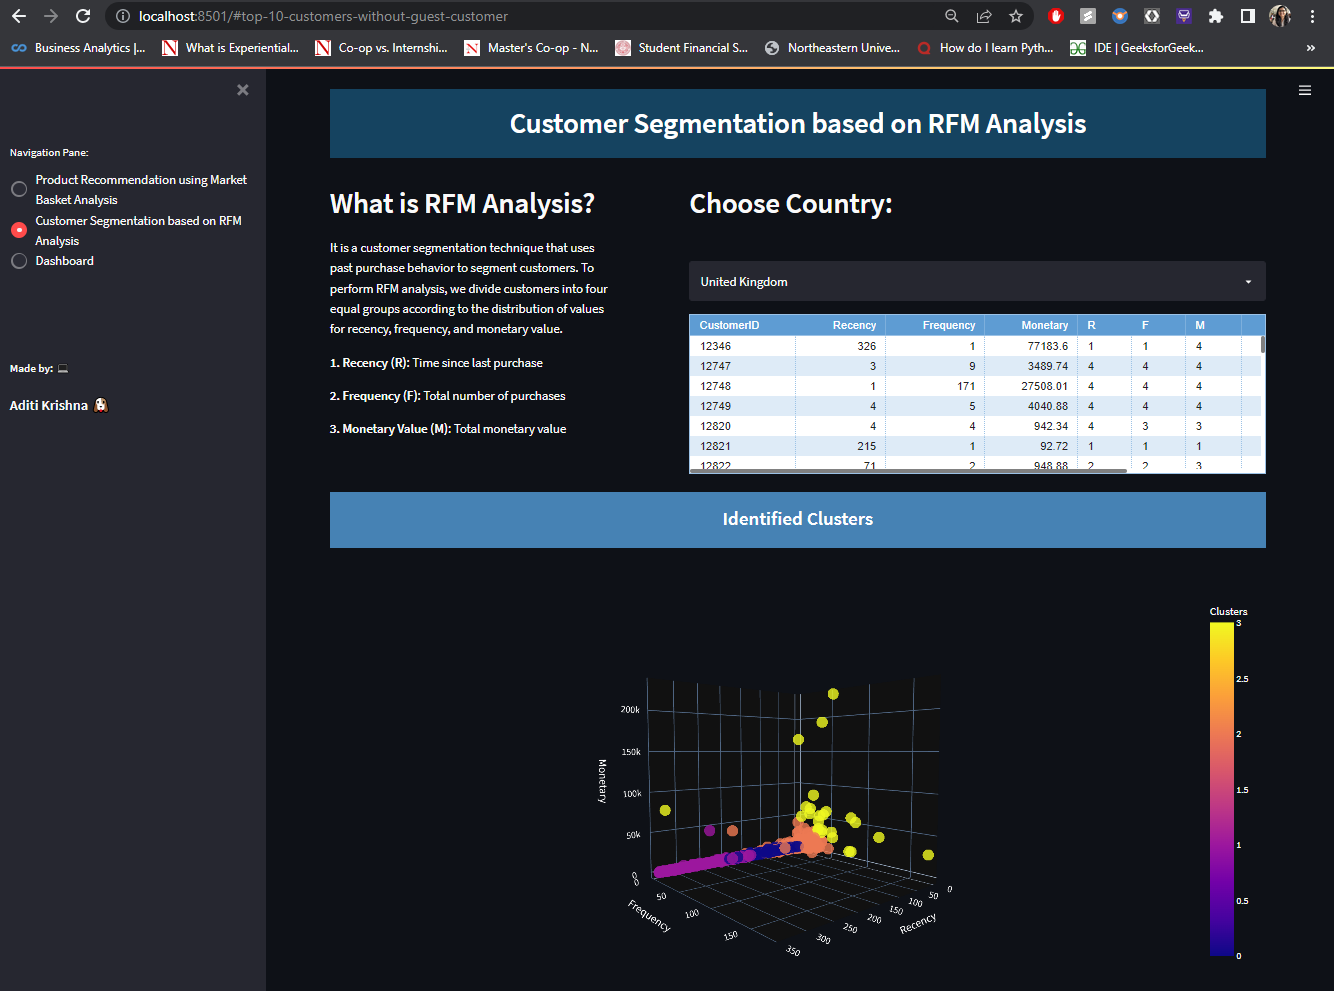 localhost:8501/#top-10-customers-without-guest-customer
Business Analytics |... What is Experiential... Co-op vs. Internshi... Master's Co-op - N... Student Financial S... Northeastern Unive... How do I learn Pyth... IDE | GeeksforGeek... »
Navigation Pane:
Product Recommendation using Market
Basket Analysis
Customer Segmentation based on RFM
Analysis
Dashboard
Made by:
Aditi Krishna
Customer Segmentation based on RFM Analysis
What is RFM Analysis?
It is a customer segmentation technique that uses
past purchase behavior to segment customers. To
perform RFM analysis, we divide customers into four
equal groups according to the distribution of values
for recency, frequency, and monetary value.
1. Recency (R): Time since last purchase
2. Frequency (F): Total number of purchases
3. Monetary Value (M): Total monetary value
Choose Country:
United Kingdom
CustomerID Recency Frequency Monetary R F M
12346 326 1 77183.6 1 1 4
12747 3 9 3489.74 4 4 4
12748 1 171 27508.01 4 4 4
12749 4 5 4040.88 4 4 4
12820 4 4 942.34 4 3 3
12821 215 1 92.72 1 1 1
12822 71 2 948.88 2 2 3
Identified Clusters
Clusters
3
2.5
2
1.5
1
0.5
0
200k
150k
100k
50k
0
Monetary
0
50
100
150
Frequency
0
50
100
150
200
250
300
350
Recency